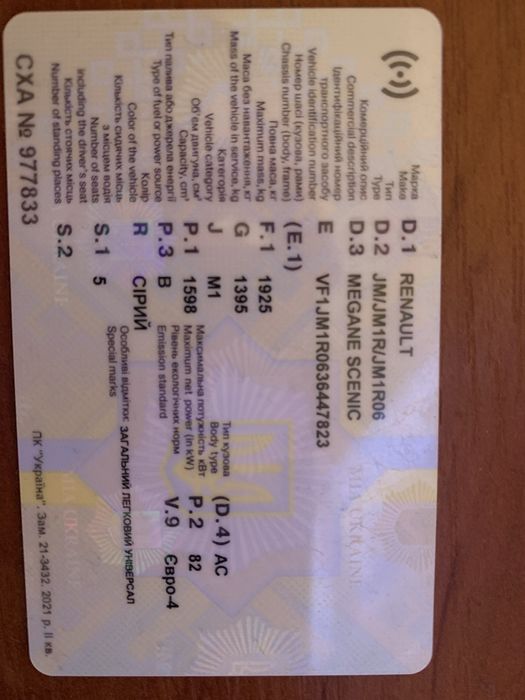 Марка D.1 RENAULT
Make
Тип D.2 JM/JM1R/JM1R06
Type
Комерційний опис D.3 MEGANE SCENIC
Commercial description
Ідентифікаційний номер
транспортного засобу E VF1JM1R0636447823
Vehicle identification number
Номер шасі (кузова, рами) (E.1)
Chassis number (body, frame)
Повна маса, кг F.1 1925
Maximum mass, kg
Маса без навантаження, кг G 1395
Mass of the vehicle in service, kg
Категорія J M1 Тип кузова (D.4) AC
Vehicle category Body type
Об'єм двигуна, см³ P.1 1598 Максимальна потужність кВт P.2 82
Capacity, cm³ Maximum net power (in kW)
Тип палива або джерела енергії P.3 B Рівень екологічних норм V.9 Євро-4
Type of fuel or power source Emission standard
Колір R СІРИЙ
Color of the vehicle
Особливі відмітки: ЗАГАЛЬНИЙ ЛЕГКОВИЙ УНІВЕРСАЛ
Special marks
Кількість сидячих місць
з місцем водія S.1 5
Number of seats
including the driver's seat
Кількість стоячих місць S.2
Number of standing places
СХА № 977833
ПК "Україна". Зам. 21-3432. 2021 р. II кв.